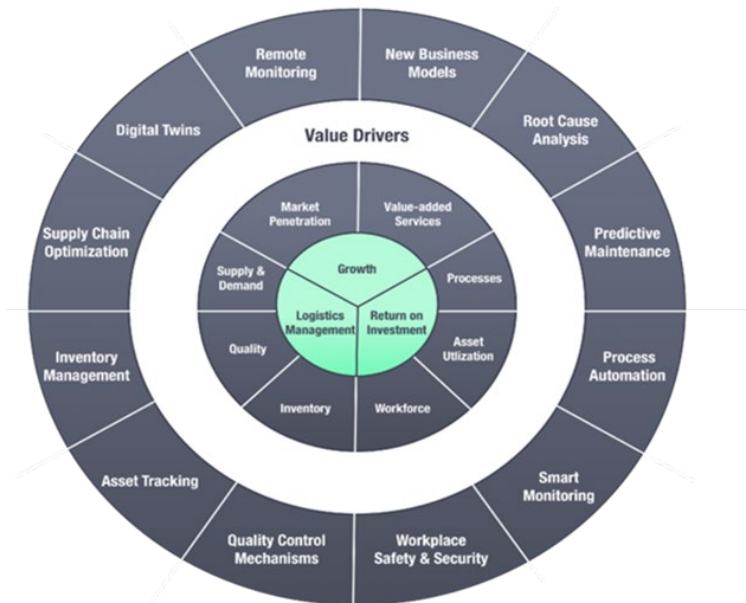 Remote
Monitoring
New Business
Models
Root Cause
Analysis
Predictive
Maintenance
Process
Automation
Smart
Monitoring
Workplace
Safety & Security
Quality Control
Mechanisms
Asset Tracking
Inventory
Management
Supply Chain
Optimization
Digital Twins
Value Drivers
Market
Penetration
Value-added
Services
Processes
Asset
Utlization
Workforce
Inventory
Quality
Supply &
Demand
Growth
Logistics
Management
Return on
Investment